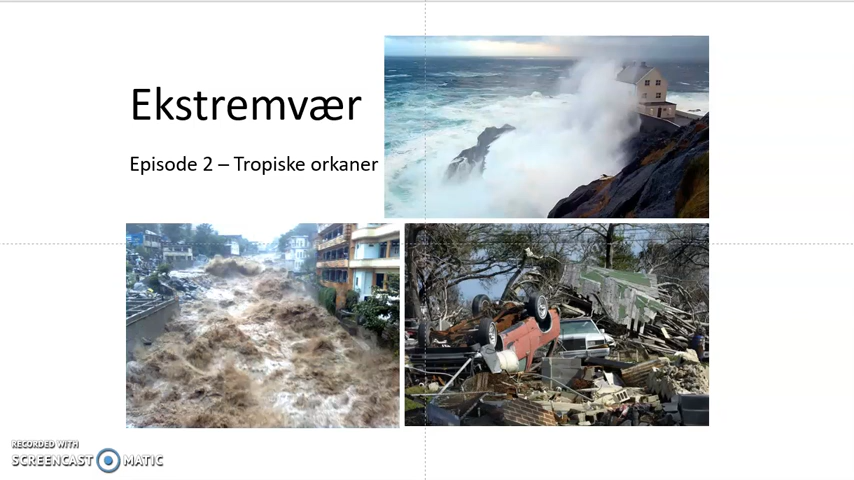 Ekstremvær
Episode 2 – Tropiske orkaner
RECORDED WITH
SCREENCAST MATIC